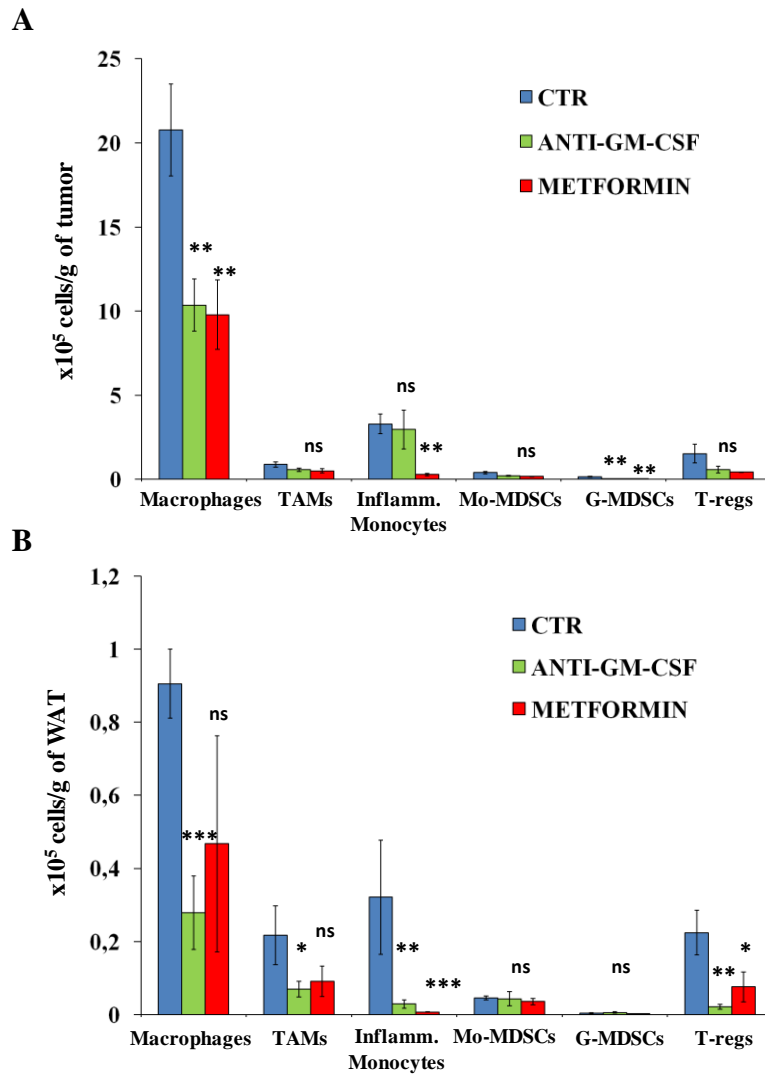 A
25
20
15
10
5
0
x10⁵ cells/g of tumor
CTR
ANTI-GM-CSF
METFORMIN
**
**
ns
ns
**
ns
**
**
ns
Macrophages
TAMs
Inflamm.
Monocytes
Mo-MDSCs
G-MDSCs
T-regs
B
1,2
1
0,8
0,6
0,4
0,2
0
x10⁵ cells/g of WAT
CTR
ANTI-GM-CSF
METFORMIN
***
ns
*
ns
**
***
ns
ns
**
*
Macrophages
TAMs
Inflamm.
Monocytes
Mo-MDSCs
G-MDSCs
T-regs